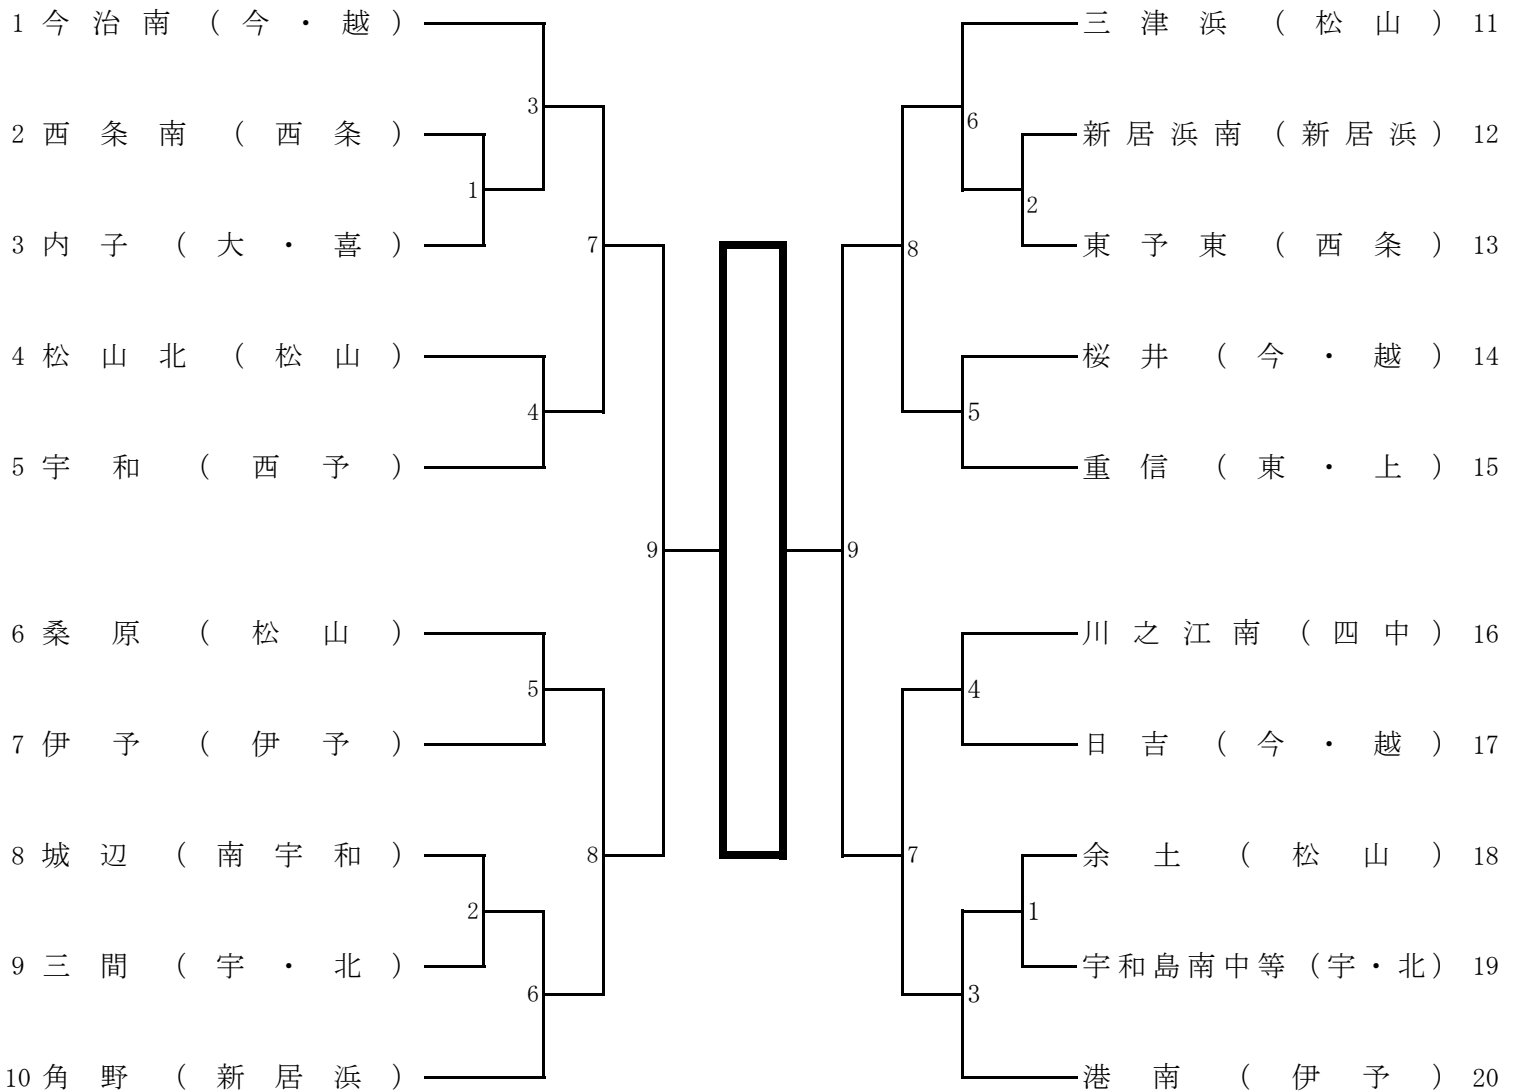 1 今治南（今・越）
三津浜（松山） 11
3
6
2 西条南（西条）
新居浜南（新居浜） 12
1
2
3 内子（大・喜）
7
8
東予東（西条） 13
4 松山北（松山）
桜井（今・越） 14
4
5
5 宇和（西予）
重信（東・上） 15
9
9
6 桑原（松山）
川之江南（四中） 16
5
4
7 伊予（伊予）
日吉（今・越） 17
8 城辺（南宇和）
8
7
余土（松山） 18
2
1
9 三間（宇・北）
宇和島南中等（宇・北） 19
6
3
10 角野（新居浜）
港南（伊予） 20